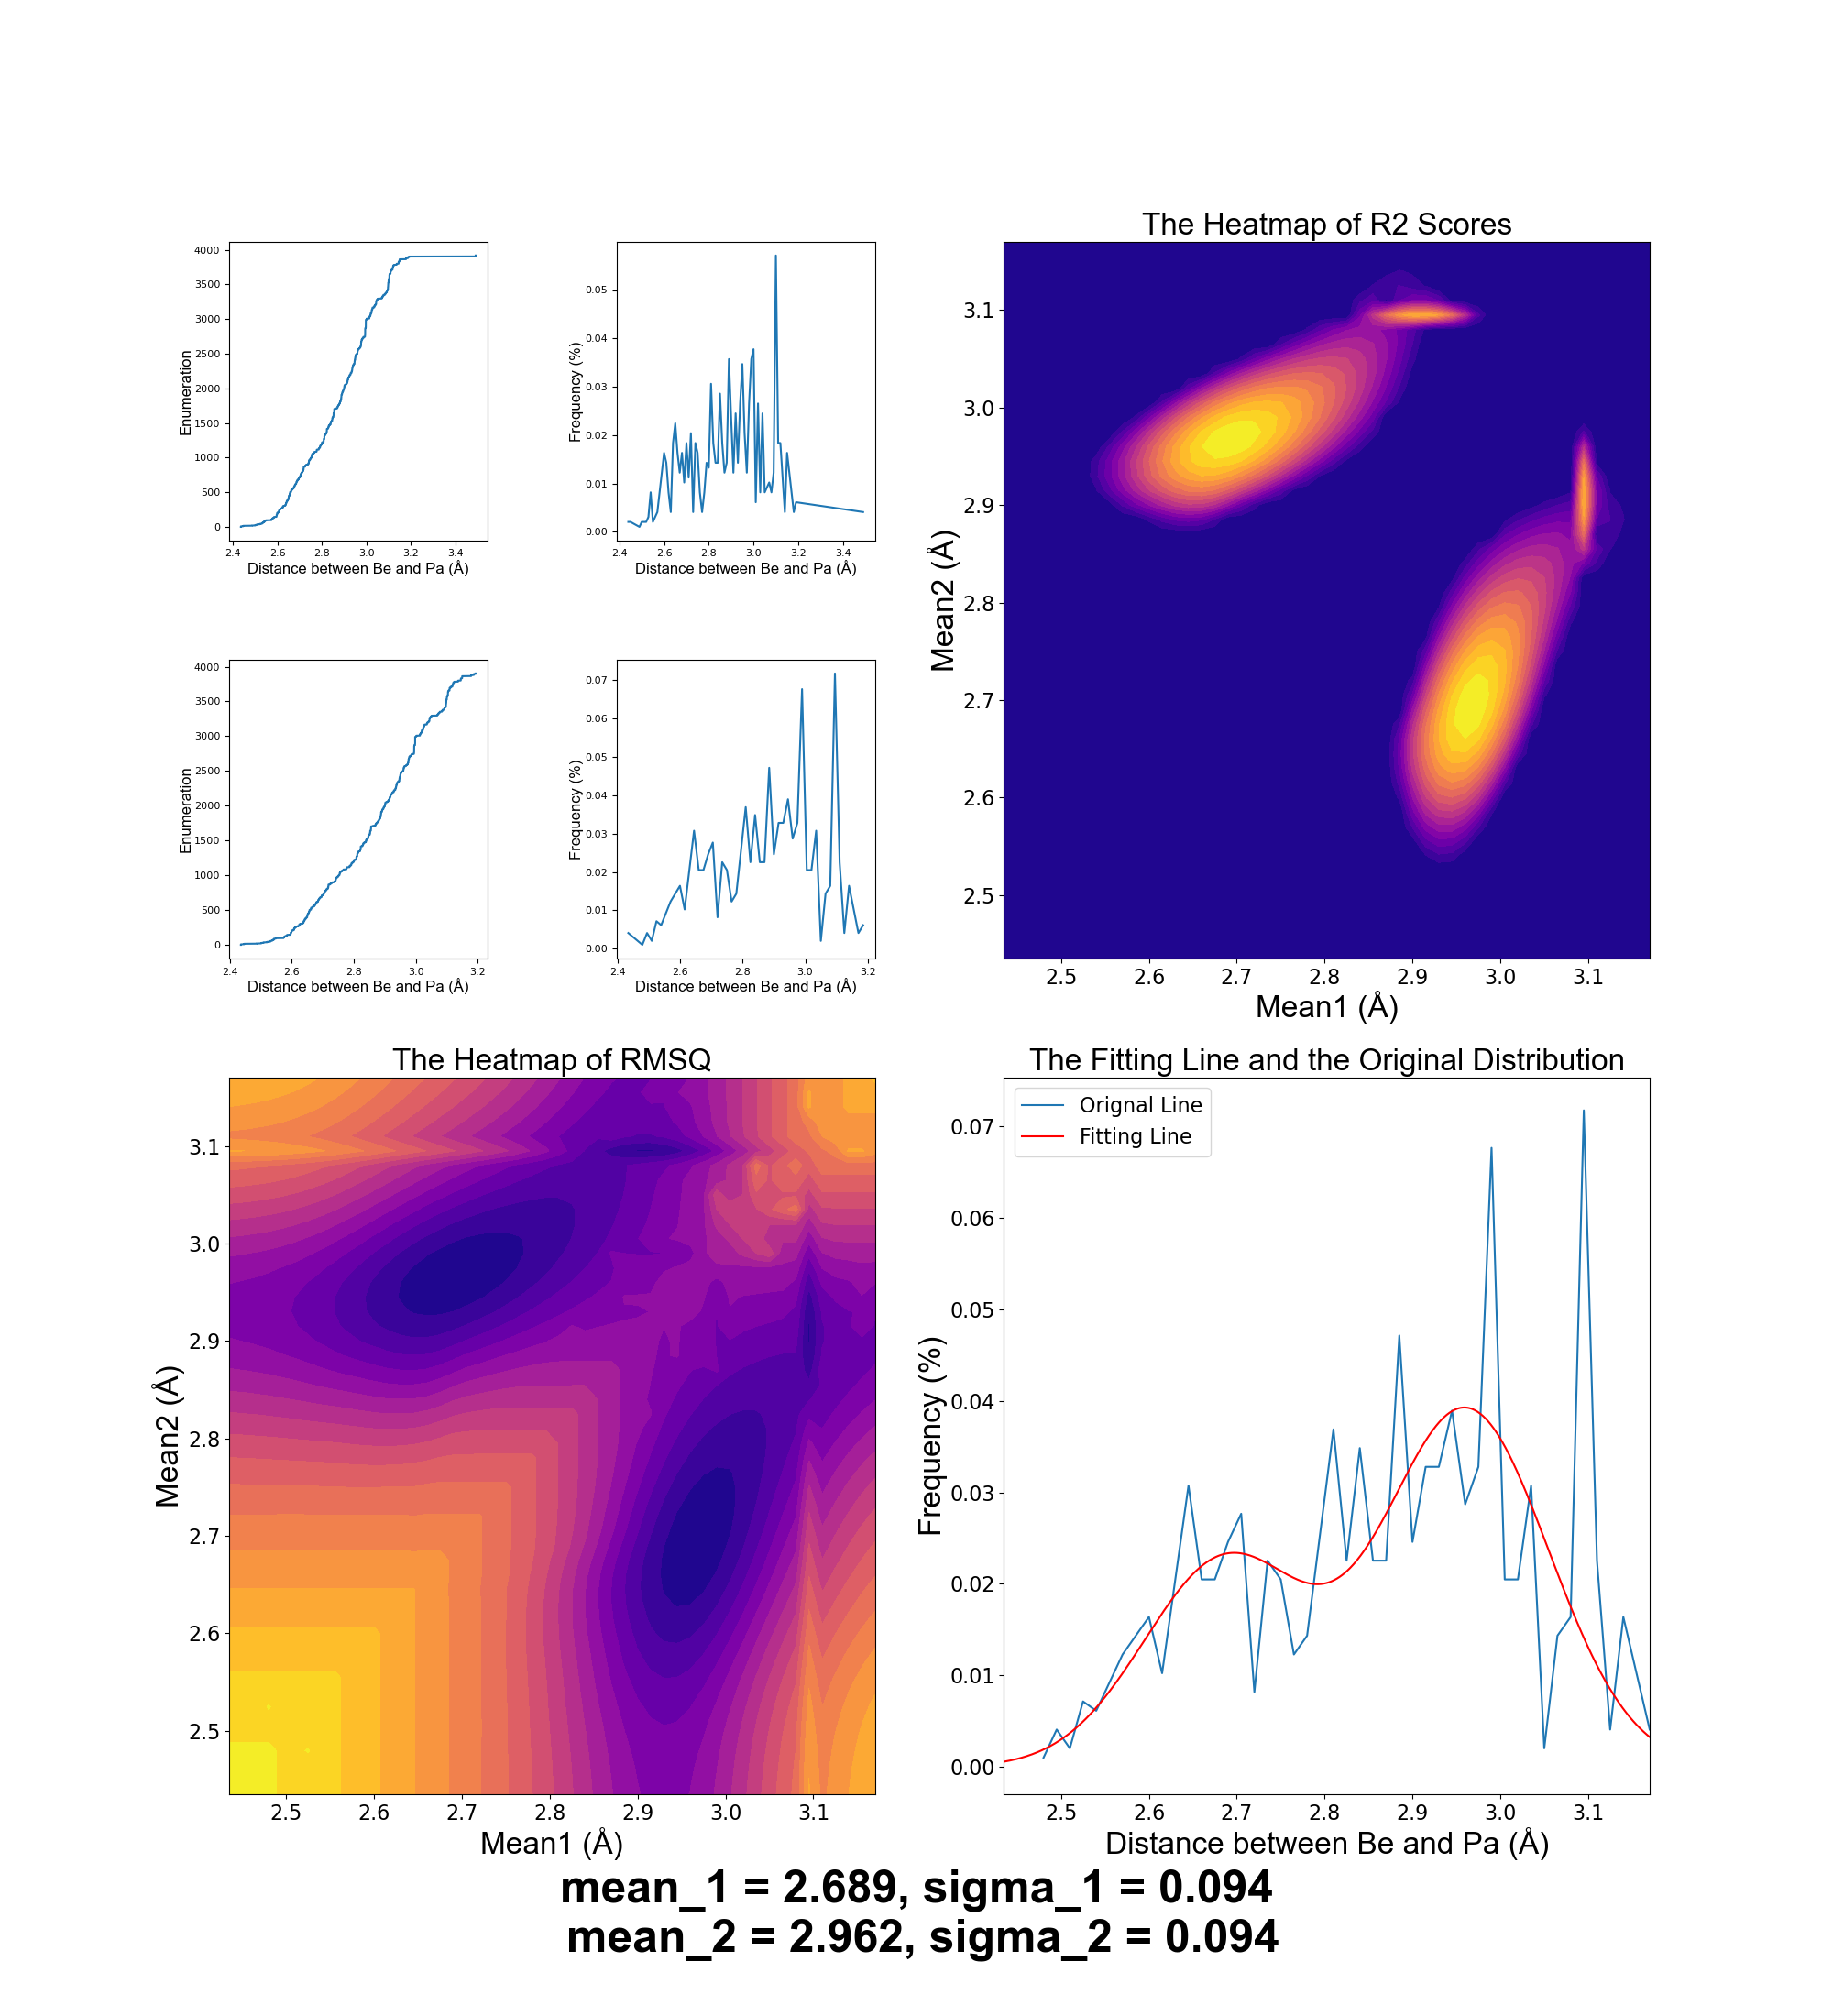 4000
3500
3000
2500
2000
1500
1000
500
0
Enumeration
2.4 2.6 2.8 3.0 3.2 3.4
Distance between Be and Pa (Å)
0.05
0.04
0.03
0.02
0.01
0.00
Frequency (%)
2.4 2.6 2.8 3.0 3.2 3.4
Distance between Be and Pa (Å)
The Heatmap of R2 Scores
3.1
3.0
2.9
2.8
2.7
2.6
2.5
Mean2 (Å)
2.5 2.6 2.7 2.8 2.9 3.0 3.1
Mean1 (Å)
4000
3500
3000
2500
2000
1500
1000
500
0
Enumeration
2.4 2.6 2.8 3.0 3.2
Distance between Be and Pa (Å)
0.07
0.06
0.05
0.04
0.03
0.02
0.01
0.00
Frequency (%)
2.4 2.6 2.8 3.0 3.2
Distance between Be and Pa (Å)
The Heatmap of RMSQ
3.1
3.0
2.9
2.8
2.7
2.6
2.5
Mean2 (Å)
2.5 2.6 2.7 2.8 2.9 3.0 3.1
Mean1 (Å)
The Fitting Line and the Original Distribution
Orignal Line
Fitting Line
0.07
0.06
0.05
0.04
0.03
0.02
0.01
0.00
Frequency (%)
2.5 2.6 2.7 2.8 2.9 3.0 3.1
Distance between Be and Pa (Å)
mean_1 = 2.689, sigma_1 = 0.094
mean_2 = 2.962, sigma_2 = 0.094